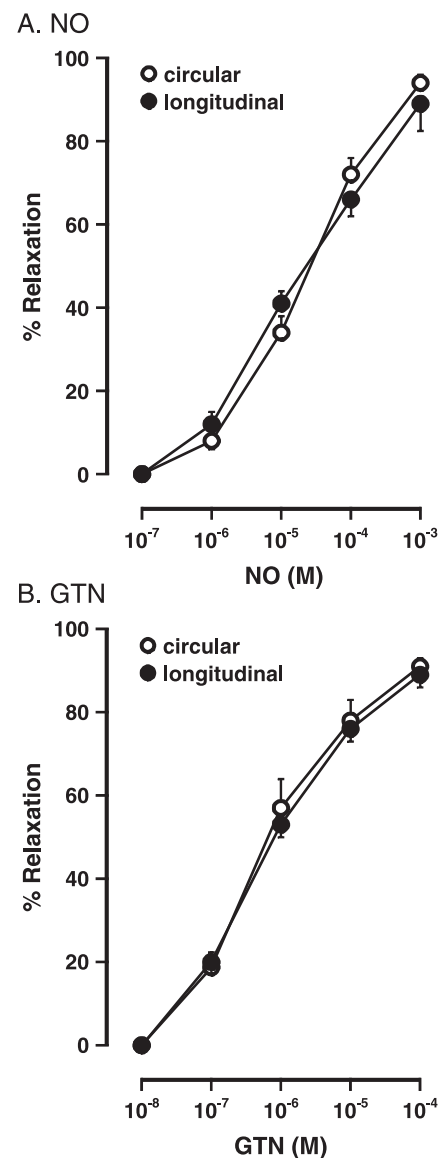 A. NO
100
circular
longitudinal
80
60
40
20
0
% Relaxation
10-7 10-6 10-5 10-4 10-3
NO (M)
B. GTN
100
circular
longitudinal
80
60
40
20
0
% Relaxation
10-8 10-7 10-6 10-5 10-4
GTN (M)